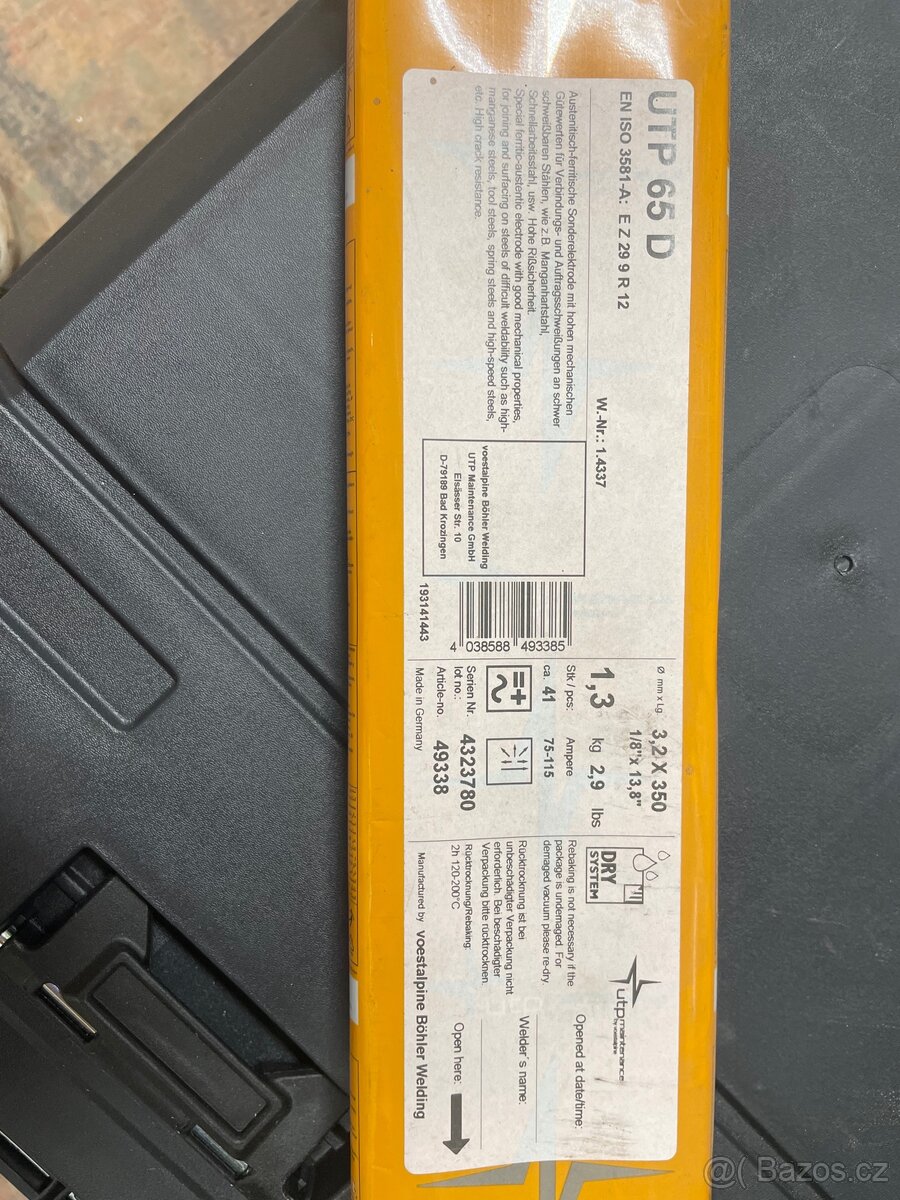 UTP 65 D
EN ISO 3581-A: E Z 29 9 R 12
W.-Nr.: 1.4337
Austenitisch-ferritische Sonderelektrode mit hohen mechanischen
Gütewerten für Verbindungs- und Auftragsschweißungen an schwer
schweißbaren Stählen, wie z.B. Manganhartstahl,
Schnellarbeitsstahl, usw. Hohe Rißsicherheit.
Special ferritic-austentic electrode with good mechanical properties,
for joining and surfacing on steels of difficult weldability such as high-
manganese steels, tool steels, spring steels and high-speed steels,
etc. High crack resistance.
voestalpine Böhler Welding
UTP Maintenance GmbH
Elsässer Str. 10
D-79189 Bad Krozingen
4 038588 493385
193141443
Ø mm x Lg. 3,2 X 350
1/8"x 13,8"
1,3 kg 2,9 lbs
Stk / pcs: Ampere
ca. 41 75-115
=+
~
Serien Nr.
lot no.: 4323780
Article-no. 49338
Made in Germany
DRY
SYSTEM
Rebaking is not necessary if the
package is undemaged. For
demaged vacuum please re-dry.
Rücktrocknung ist bei
unbeschädigter Verpackung nicht
erforderlich. Bei beschädigter
Verpackung bitte rücktrocknen.
Rücktrocknung/Rebaking:
2h 120-200°C
Manufactured by voestalpine Böhler Welding
utp maintenance
by voestalpine
Opened at date/time:
Welder´s name:
Open here:
@( Bazos.cz